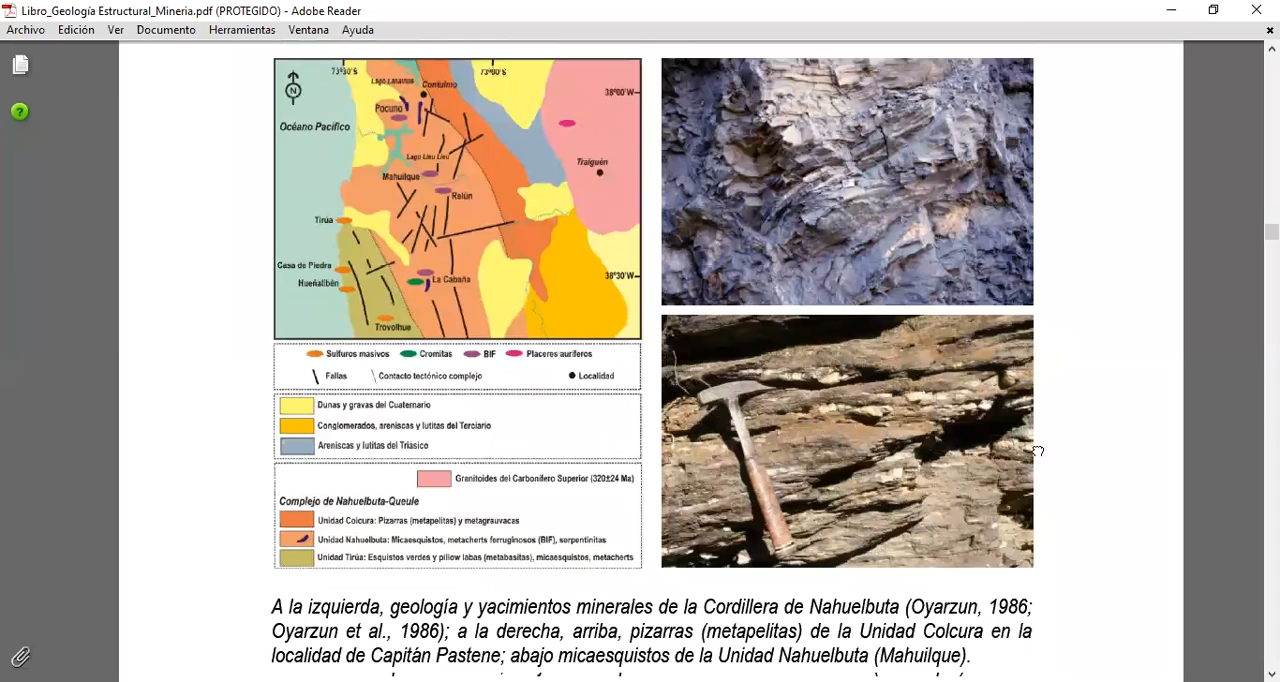 Libro_Geología Estructural_Mineria.pdf (PROTEGIDO) - Adobe Reader
Archivo Edición Ver Documento Herramientas Ventana Ayuda
73°30'S 73°00'S
Lago Lanalhue
Contulmo
38°00'W
N
Pocuno
Océano Pacífico
Lago Lleu Lleu
Traiguén
Mahuilque
Relún
Tirúa
Casa de Piedra
38°30'W
Hueñalibén
La Cabaña
Trovolhue
Sulfuros masivos Cromitas BIF Placeres auríferos
Fallas Contacto tectónico complejo Localidad
Dunas y gravas del Cuaternario
Conglomerados, areniscas y lutitas del Terciario
Areniscas y lutitas del Triásico
Granitoides del Carbonífero Superior (320±24 Ma)
Complejo de Nahuelbuta-Queule
Unidad Colcura: Pizarras (metapelitas) y metagrauvacas
Unidad Nahuelbuta: Micaesquistos, metacherts ferruginosos (BIF), serpentinitas
Unidad Tirúa: Esquistos verdes y pillow labas (metabasitas), micaesquistos, metacherts
A la izquierda, geología y yacimientos minerales de la Cordillera de Nahuelbuta (Oyarzun, 1986;
Oyarzun et al., 1986); a la derecha, arriba, pizarras (metapelitas) de la Unidad Colcura en la
localidad de Capitán Pastene; abajo micaesquistos de la Unidad Nahuelbuta (Mahuilque).